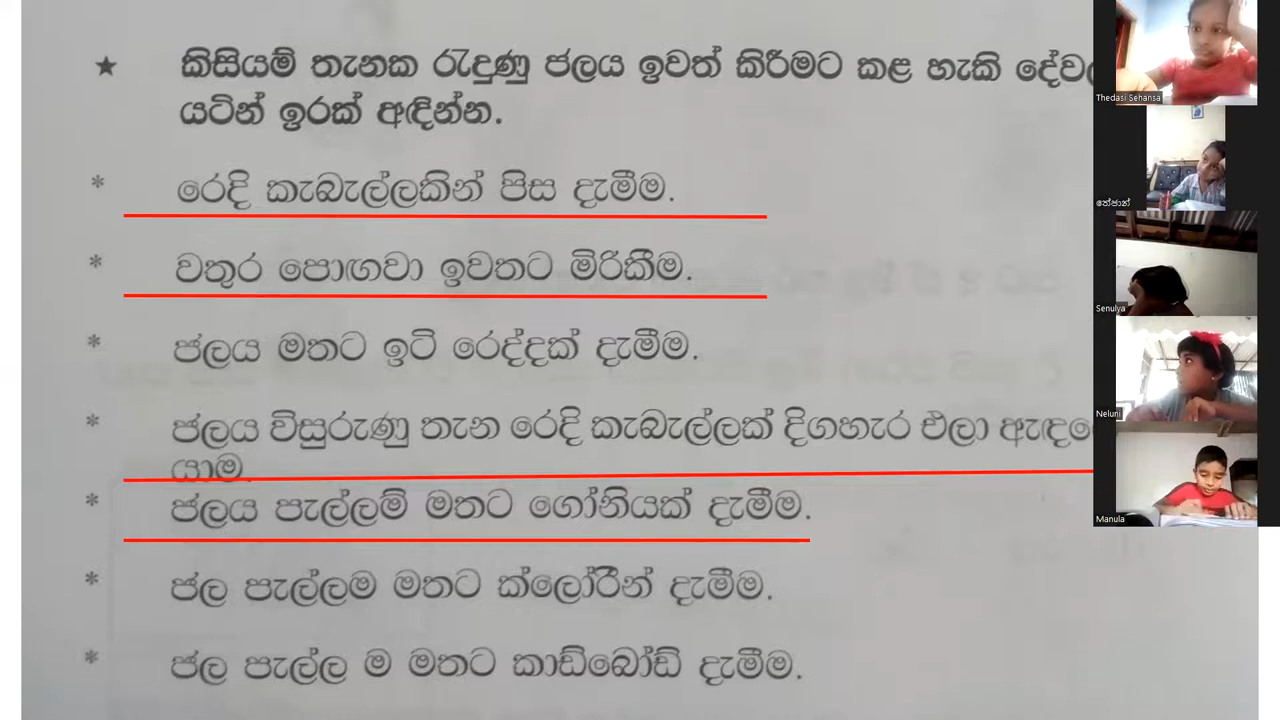 ★ කිසියම් තැනක රැදුණු ජලය ඉවත් කිරීමට කළ හැකි
යටින් ඉරක් අඳින්න.
* රෙදි කැබැල්ලකින් පිස දැමීම.
* වතුර පොඟවා ඉවතට මිරිකීම.
* ජලය මතට ඉටි රෙද්දක් දැමීම.
* ජලය විසුරුණු තැන රෙදි කැබැල්ලක් දිගහැර එලා
යාම.
* ජලය පැල්ලම් මතට ගෝනියක් දැමීම.
* ජල පැල්ලම මතට ක්ලෝරීන් දැමීම.
* ජල පැල්ල ම මතට කාඩ්බෝඩ් දැමීම.
Thedasi Sehansa
තේජාන්
Senulya
Neluni
Manula